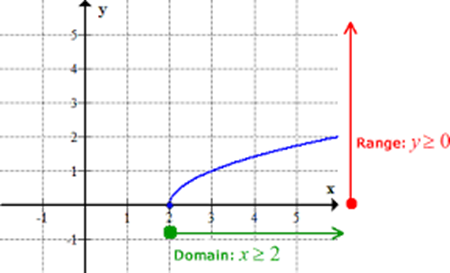 y
5
4
3
2
1
Range: y ≥ 0
x
-1 1 2 3 4 5
-1
Domain: x ≥ 2